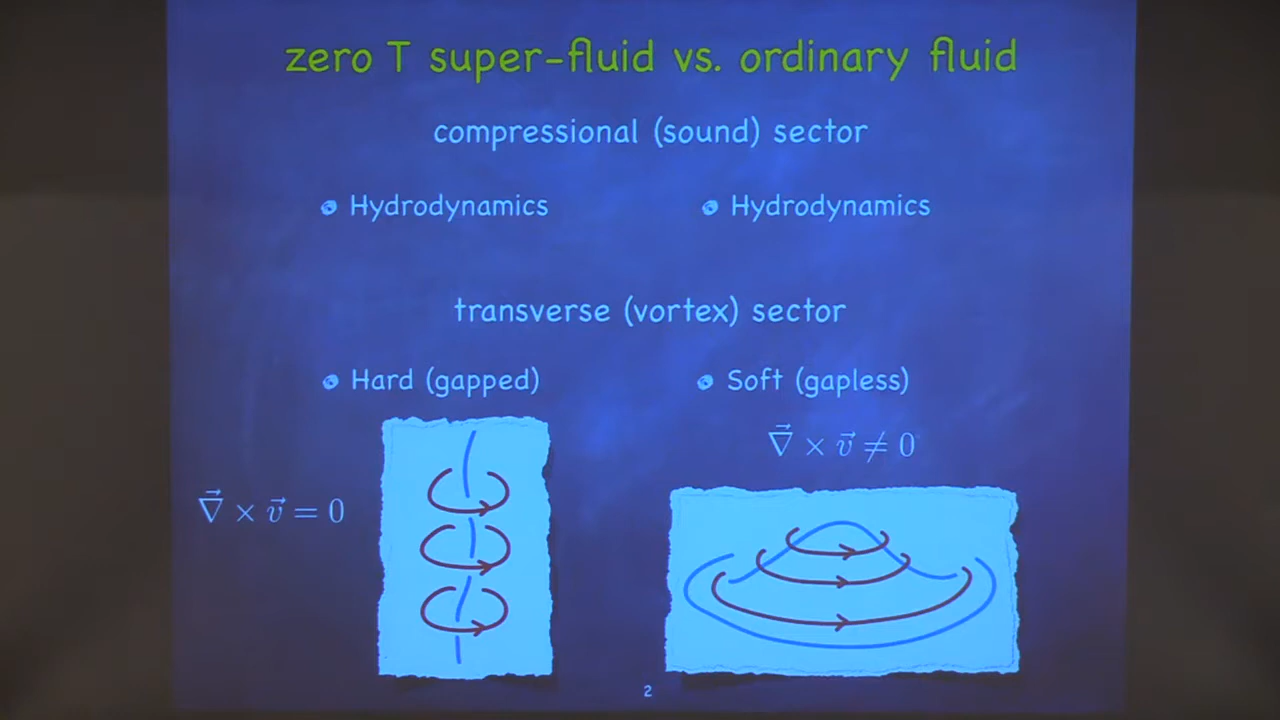 zero T super-fluid vs. ordinary fluid
compressional (sound) sector
Hydrodynamics
Hydrodynamics
transverse (vortex) sector
Hard (gapped)
Soft (gapless)
∇⃗ × v⃗ ≠ 0
∇⃗ × v⃗ = 0
2